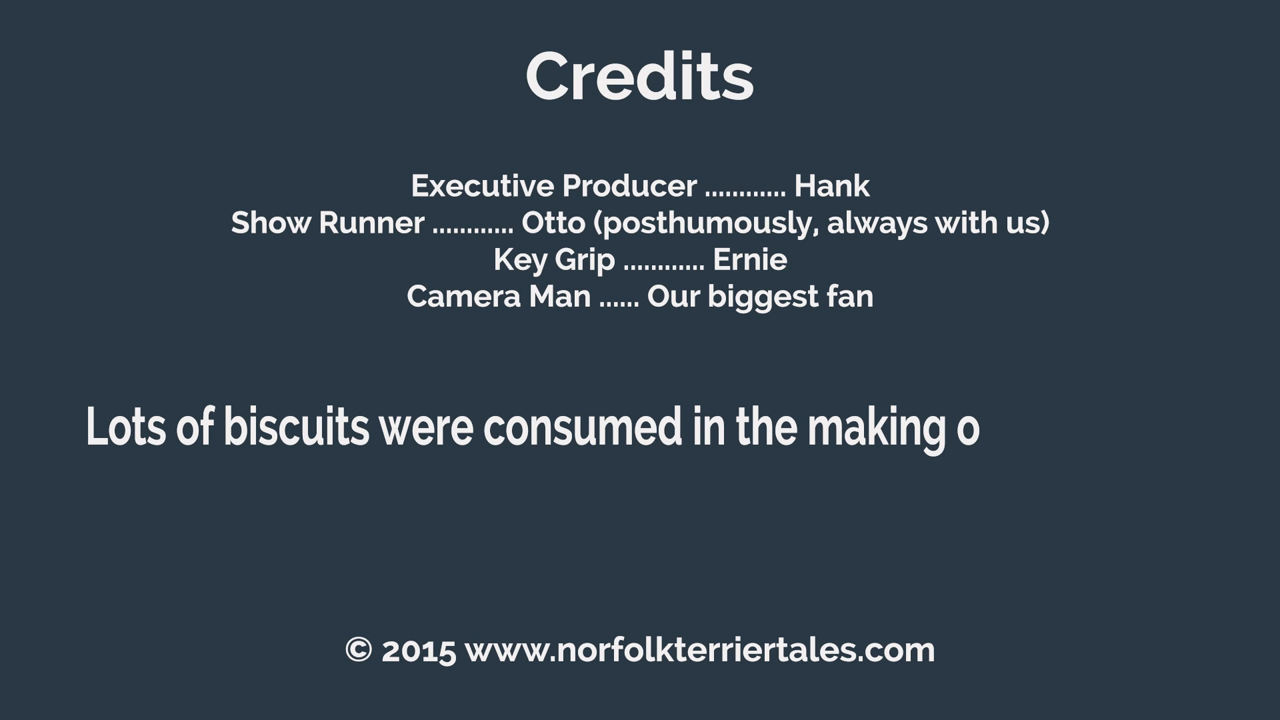 Credits
Executive Producer ............ Hank
Show Runner ............ Otto (posthumously, always with us)
Key Grip ............ Ernie
Camera Man ...... Our biggest fan
Lots of biscuits were consumed in the making o
© 2015 www.norfolkterriertales.com